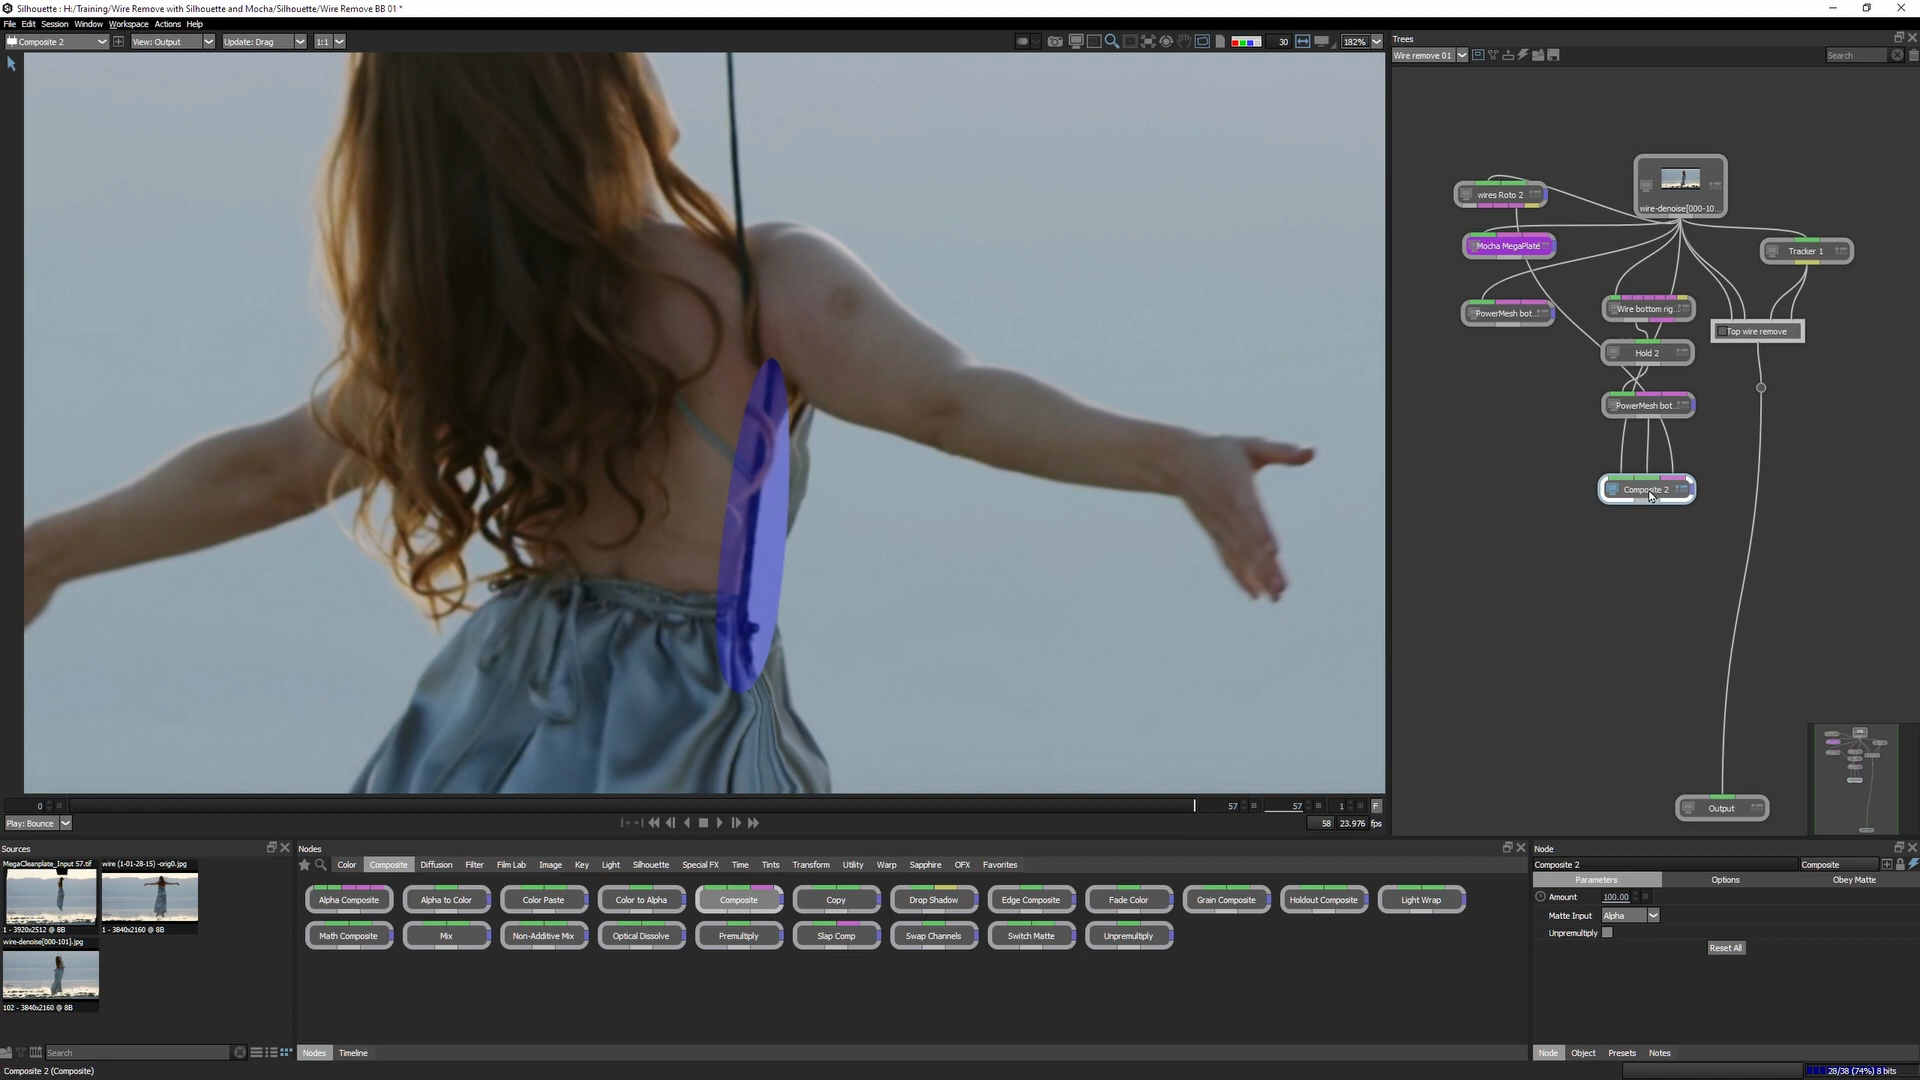 Silhouette : H:/Training/Wire Remove with Silhouette and Mocha/Silhouette/Wire Remove BB 01 *
File Edit Session Window Workspace Actions Help
Composite 2 View: Output Update: Drag 1:1 30 182%
Trees
Wire remove 01 Search
wires Roto 2
wire-denoise[000-10...
Mocha MegaPlate
Tracker 1
PowerMesh bot...
Wire bottom rig...
Top wire remove
Hold 2
PowerMesh bot...
Composite 2
Output
0 57 57 1 F
Play: Bounce 58 23.976 fps
Sources
MegaCleanplate_Input 57.tif wire (1-01-28-15) -orig0.jpg
1 - 3920x2512 @ 8B 1 - 3840x2160 @ 8B
wire-denoise[000-101].jpg
102 - 3840x2160 @ 8B
Search
Nodes
Color Composite Diffusion Filter Film Lab Image Key Light Silhouette Special FX Time Tints Transform Utility Warp Sapphire OFX Favorites
Alpha Composite Alpha to Color Color Paste Color to Alpha Composite Copy Drop Shadow Edge Composite Fade Color Grain Composite Holdout Composite Light Wrap
Math Composite Mix Non-Additive Mix Optical Dissolve Premultiply Slap Comp Swap Channels Switch Matte Unpremultiply
Nodes Timeline
Node
Composite 2 Composite
Parameters Options Obey Matte
Amount 100.00
Matte Input Alpha
Unpremultiply
Reset All
Node Object Presets Notes
Composite 2 (Composite) 28/38 (74%) 8 bits